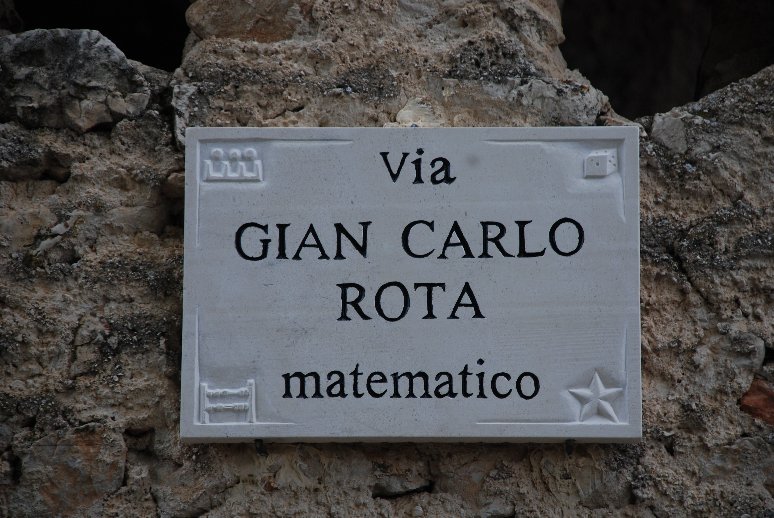 Via
GIAN CARLO
ROTA
matematico